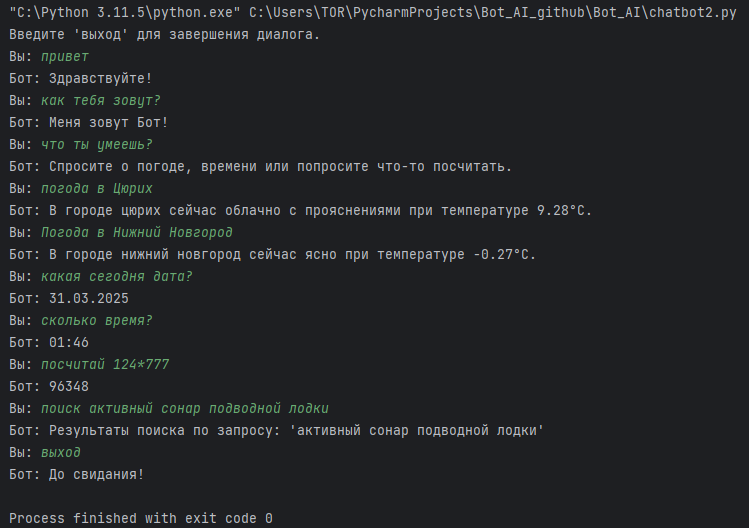 "C:\Python 3.11.5\python.exe" C:\Users\TOR\PycharmProjects\Bot_AI_github\Bot_AI\chatbot2.py
Введите 'выход' для завершения диалога.
Вы: привет
Бот: Здравствуйте!
Вы: как тебя зовут?
Бот: Меня зовут Бот!
Вы: что ты умеешь?
Бот: Спросите о погоде, времени или попросите что-то посчитать.
Вы: погода в Цюрих
Бот: В городе цюрих сейчас облачно с прояснениями при температуре 9.28°C.
Вы: Погода в Нижний Новгород
Бот: В городе нижний новгород сейчас ясно при температуре -0.27°C.
Вы: какая сегодня дата?
Бот: 31.03.2025
Вы: сколько время?
Бот: 01:46
Вы: посчитай 124*777
Бот: 96348
Вы: поиск активный сонар подводной лодки
Бот: Результаты поиска по запросу: 'активный сонар подводной лодки'
Вы: выход
Бот: До свидания!
Process finished with exit code 0